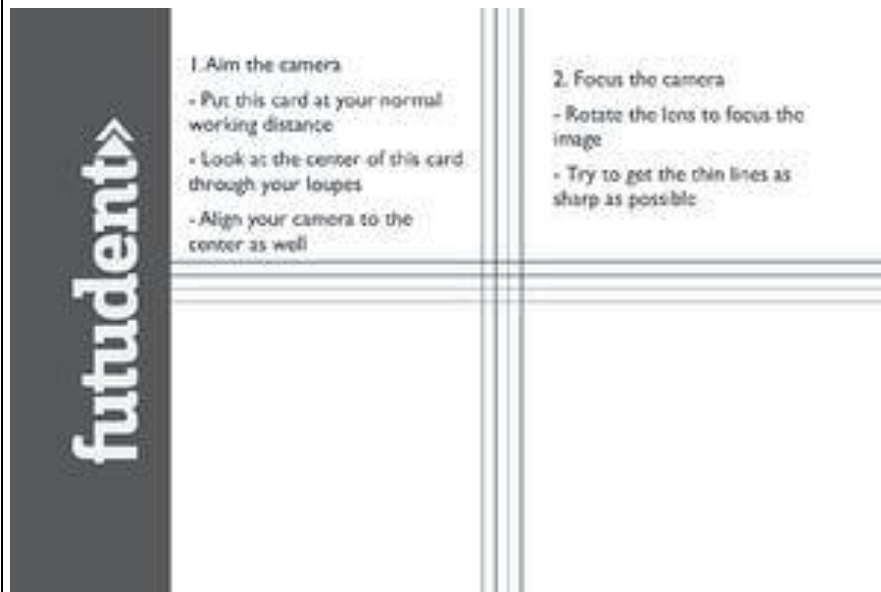 futudent»
1. Aim the camera
- Put this card at your normal
working distance
- Look at the center of this card
through your loupes
- Align your camera to the
center as well
2. Focus the camera
- Rotate the lens to focus the
image
- Try to get the thin lines as
sharp as possible